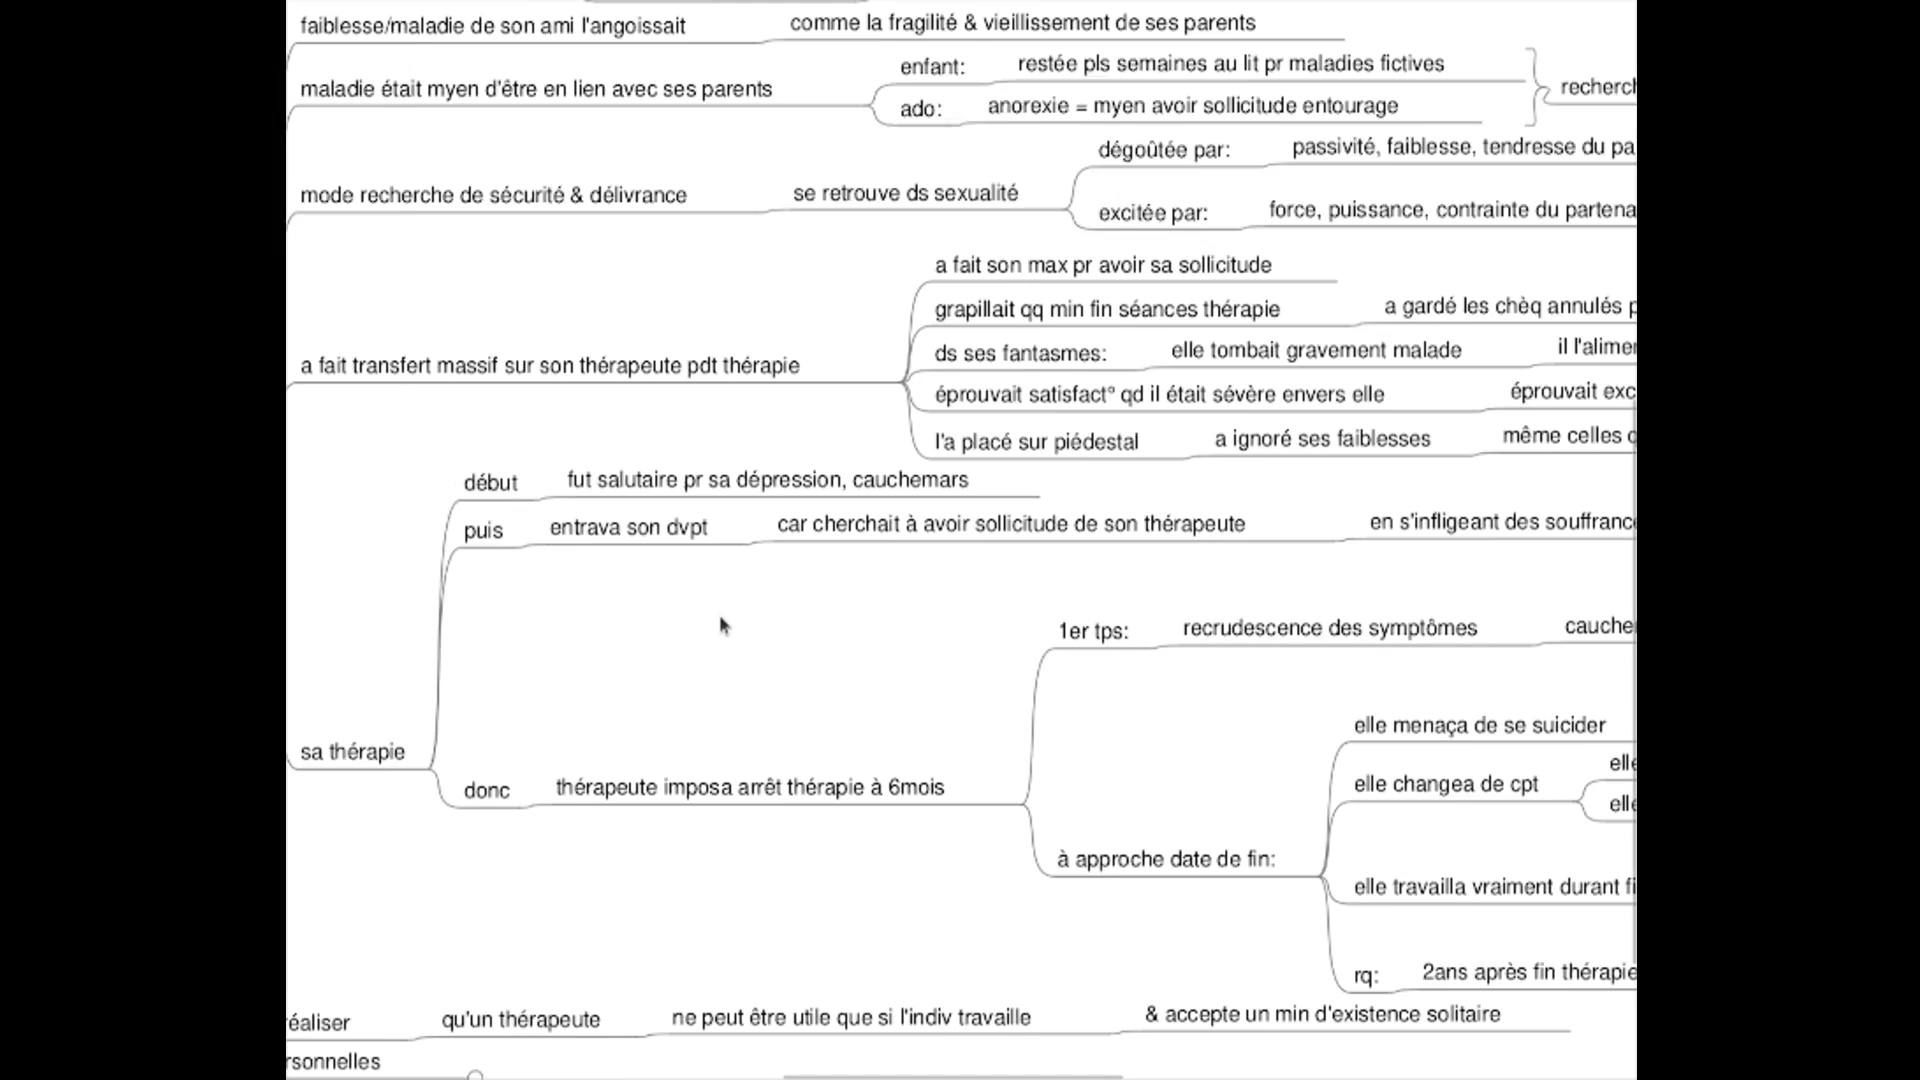 faiblesse/maladie de son ami l'angoissait comme la fragilité & vieillissement de ses parents
maladie était myen d'être en lien avec ses parents
enfant: restée pls semaines au lit pr maladies fictives
ado: anorexie = myen avoir sollicitude entourage
recherch
mode recherche de sécurité & délivrance se retrouve ds sexualité
dégoûtée par: passivité, faiblesse, tendresse du pa
excitée par: force, puissance, contrainte du partena
a fait transfert massif sur son thérapeute pdt thérapie
a fait son max pr avoir sa sollicitude
grapillait qq min fin séances thérapie a gardé les chèq annulés p
ds ses fantasmes: elle tombait gravement malade il l'alimen
éprouvait satisfact° qd il était sévère envers elle éprouvait exc
l'a placé sur piédestal a ignoré ses faiblesses même celles
sa thérapie
début fut salutaire pr sa dépression, cauchemars
puis entrava son dvpt car cherchait à avoir sollicitude de son thérapeute en s'infligeant des souffranc
donc thérapeute imposa arrêt thérapie à 6mois
1er tps: recrudescence des symptômes cauche
à approche date de fin:
elle menaça de se suicider
elle changea de cpt
elle
elle
elle travailla vraiment durant fi
rq: 2ans après fin thérapie
réaliser qu'un thérapeute ne peut être utile que si l'indiv travaille & accepte un min d'existence solitaire
rsonnelles